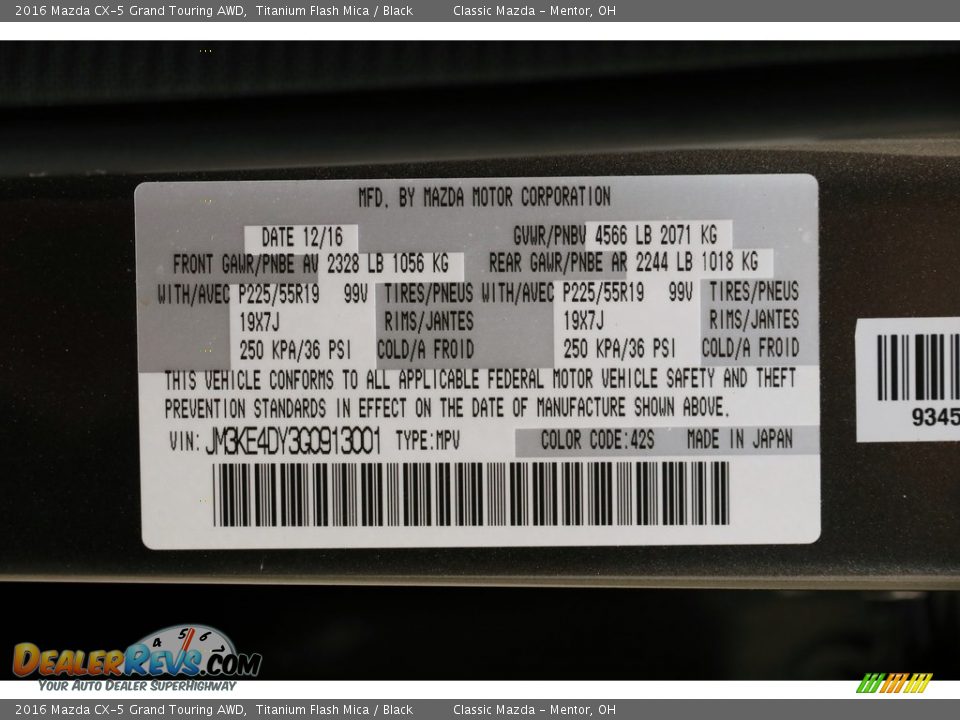 2016 Mazda CX-5 Grand Touring AWD, Titanium Flash Mica / Black Classic Mazda - Mentor, OH
MFD. BY MAZDA MOTOR CORPORATION
DATE 12/16 GVWR/PNBV 4566 LB 2071 KG
FRONT GAWR/PNBE AV 2328 LB 1056 KG REAR GAWR/PNBE AR 2244 LB 1018 KG
WITH/AVEC P225/55R19 99V TIRES/PNEUS WITH/AVEC P225/55R19 99V TIRES/PNEUS
19X7J RIMS/JANTES 19X7J RIMS/JANTES
250 KPA/36 PSI COLD/A FROID 250 KPA/36 PSI COLD/A FROID
THIS VEHICLE CONFORMS TO ALL APPLICABLE FEDERAL MOTOR VEHICLE SAFETY AND THEFT
PREVENTION STANDARDS IN EFFECT ON THE DATE OF MANUFACTURE SHOWN ABOVE.
VIN: JM3KE4DY3G0913001 TYPE:MPV COLOR CODE:42S MADE IN JAPAN
9345
4 5 6
DEALERREVS.COM
YOUR AUTO DEALER SUPERHIGHWAY
2016 Mazda CX-5 Grand Touring AWD, Titanium Flash Mica / Black Classic Mazda - Mentor, OH